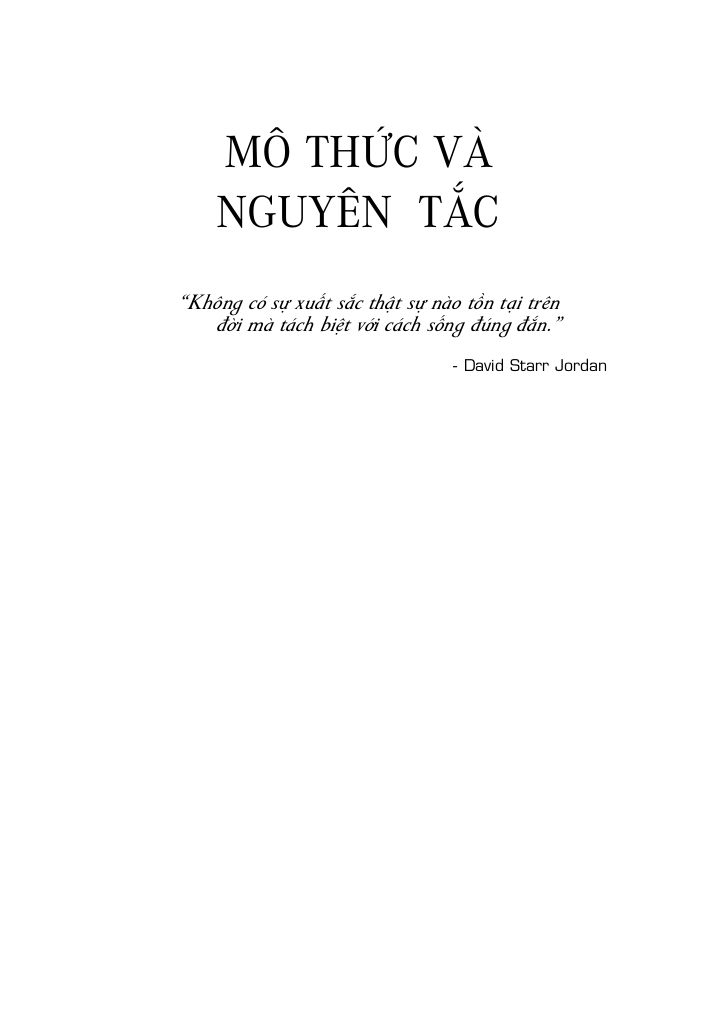 MÔ THỨC VÀ
NGUYÊN TẮC
“Không có sự xuất sắc thật sự nào tồn tại trên
đời mà tách biệt với cách sống đúng đắn.”
- David Starr Jordan